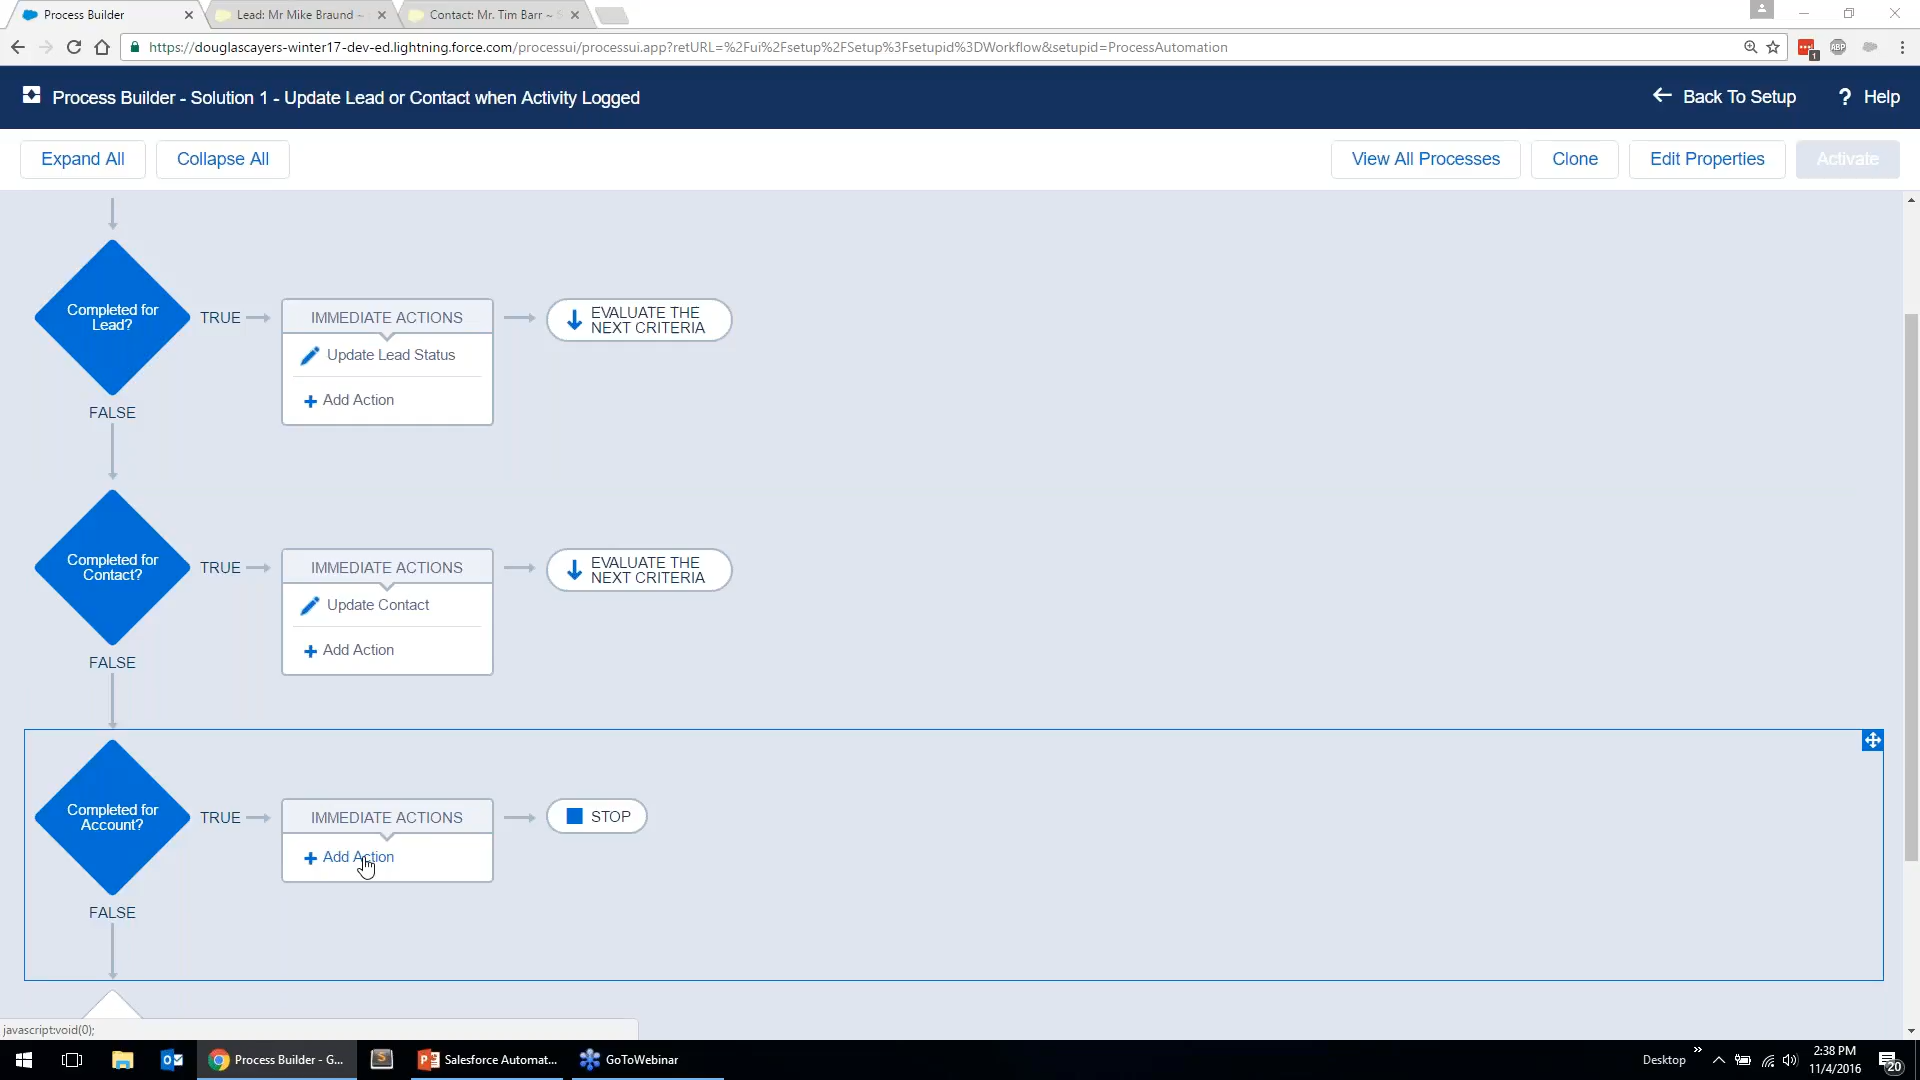 Process Builder
Lead: Mr Mike Braund ~
Contact: Mr. Tim Barr ~
https://douglascayers-winter17-dev-ed.lightning.force.com/processui/processui.app?retURL=%2Fui%2Fsetup%2FSetup%3Fsetupid%3DWorkflow&setupid=ProcessAutomation
1
ABP
Process Builder - Solution 1 - Update Lead or Contact when Activity Logged
Back To Setup
? Help
Expand All
Collapse All
View All Processes
Clone
Edit Properties
Activate
Completed for
Lead?
TRUE
IMMEDIATE ACTIONS
EVALUATE THE
NEXT CRITERIA
Update Lead Status
+ Add Action
FALSE
Completed for
Contact?
TRUE
IMMEDIATE ACTIONS
EVALUATE THE
NEXT CRITERIA
Update Contact
+ Add Action
FALSE
Completed for
Account?
TRUE
IMMEDIATE ACTIONS
STOP
+ Add Action
FALSE
javascript:void(0);
Process Builder - G...
Salesforce Automat...
GoToWebinar
Desktop
2:38 PM
11/4/2016
20